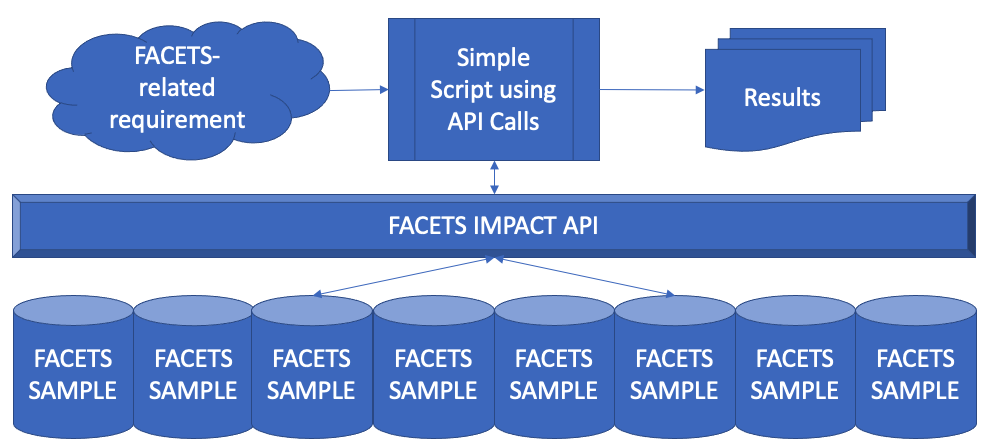 FACETS-
related
requirement
Simple
Script using
API Calls
Results
FACETS IMPACT API
FACETS
SAMPLE
FACETS
SAMPLE
FACETS
SAMPLE
FACETS
SAMPLE
FACETS
SAMPLE
FACETS
SAMPLE
FACETS
SAMPLE
FACETS
SAMPLE